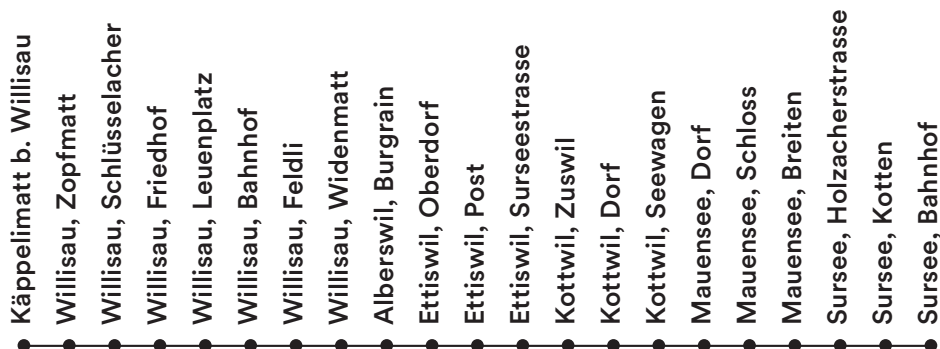 Käppelimatt b. Willisau
Willisau, Zopfmatt
Willisau, Schlüsselacher
Willisau, Friedhof
Willisau, Leuenplatz
Willisau, Bahnhof
Willisau, Feldli
Willisau, Widenmatt
Alberswil, Burgrain
Ettiswil, Oberdorf
Ettiswil, Post
Ettiswil, Surseestrasse
Kottwil, Zuswil
Kottwil, Dorf
Kottwil, Seewagen
Mauensee, Dorf
Mauensee, Schloss
Mauensee, Breiten
Sursee, Holzacherstrasse
Sursee, Kotten
Sursee, Bahnhof